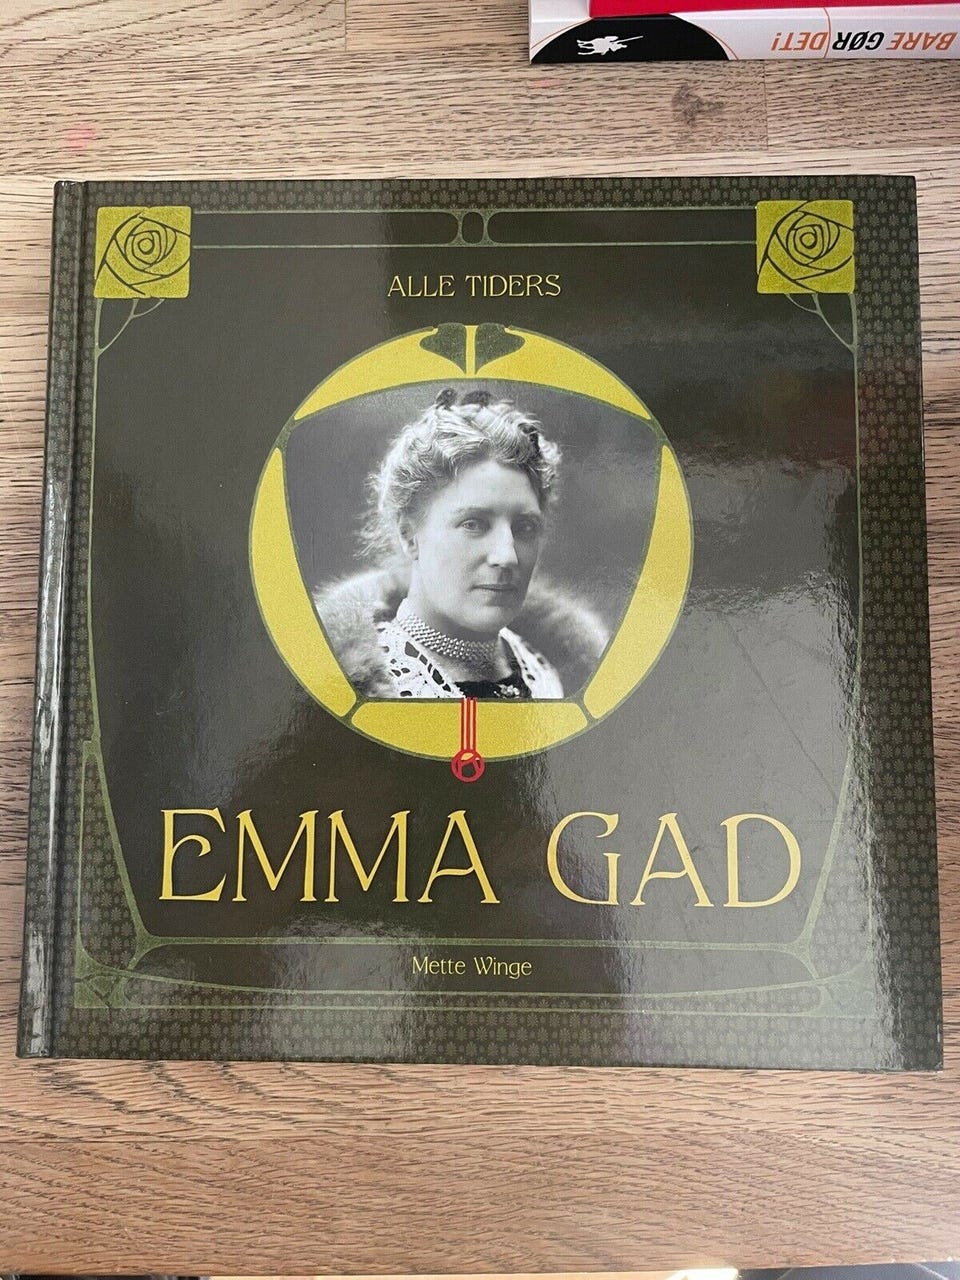 BARE GØR DET!
ALLE TIDERS
EMMA GAD
Mette Winge